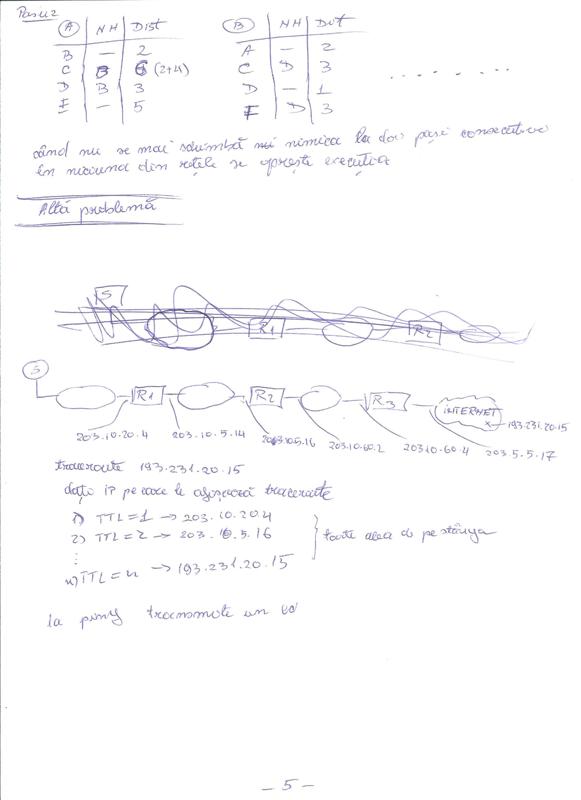 Pasul 2
A | NH | Dist
B | — | 2
C | B | 6 (2+4)
D | B | 3
E | — | 5
B | NH | Dist
A | — | 2
C | D | 3
D | — | 1
E | D | 3
. . . . . .
când nu se mai schimbă nimica la doi pași consecutivi
în niciuna din rețele se oprește execuția
Altă problemă
S
R1
R2
S
R1
R2
R3
INTERNET
x 193.231.20.15
203.10.20.4
203.10.5.14
203.10.5.16
203.10.60.2
203.10.60.4
203.5.5.17
traceroute 193.231.20.15
dați IP pe care le afișează traceroute
1) TTL=1 → 203.10.20.4
2) TTL=2 → 203.10.5.16
⋮
n) TTL=n → 193.231.20.15
toate alea de pe stânga
la ping transmite un
– 5 –